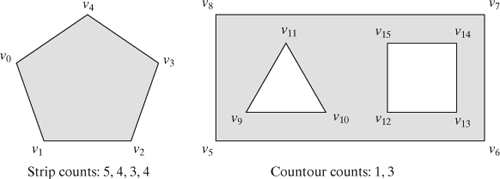 v8 v7
v4
v11 v15 v14
v0 v3
v9 v10 v12 v13
v1 v2 v5 v6
Strip counts: 5, 4, 3, 4
Countour counts: 1, 3